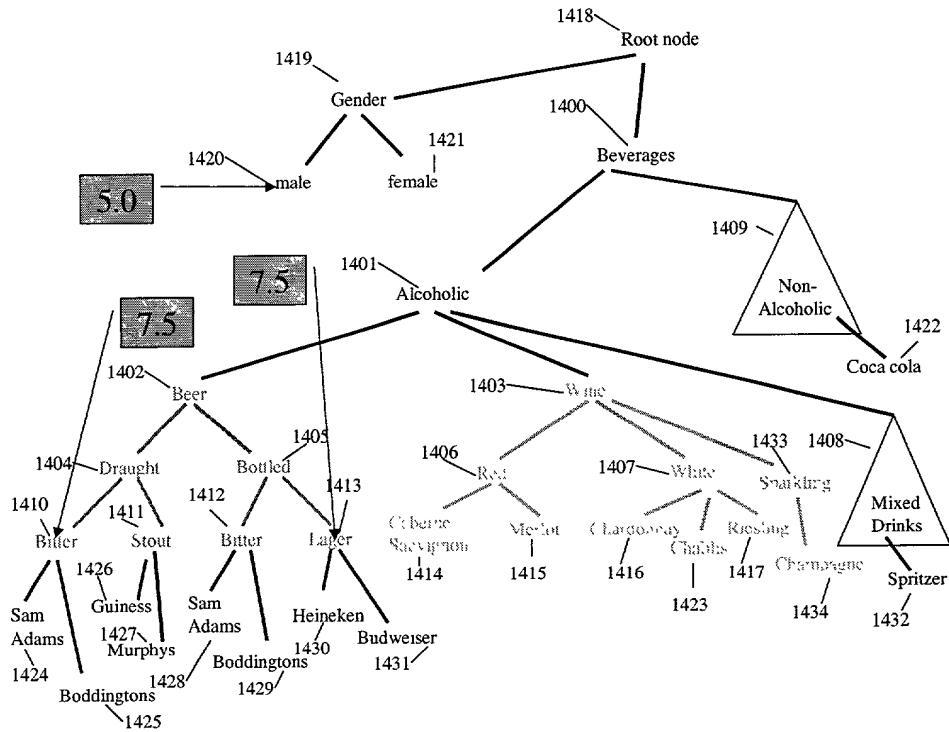 1418
Root node
1419
Gender
1400
1421
1420
male
female
Beverages
5.0
1409
1401
7.5
Alcoholic
Non-
Alcoholic
7.5
1422
Coca cola
1402
Beer
1403
Wine
1405
1406
1433
1408
1404
Draught
Bottled
Red
1407
White
Sparkling
1410
1411
1412
1413
Mixed
Drinks
Bitter
Stout
Bitter
Lager
Caberne
Sauvignon
Merlot
Chardonnay
Chablis
Riesling
Champagne
1414
1415
1416
1417
1423
1434
Spritzer
1432
1426
Guiness
1427
Murphys
Sam
Adams
1424
Sam
Adams
Heineken
1430
Budweiser
1431
Boddingtons
1425
1428
Boddingtons
1429